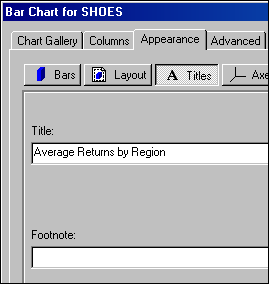 Bar Chart for SHOES
Chart Gallery Columns Appearance Advanced
Bars Layout A Titles Axe
Title:
Average Returns by Region
Footnote: